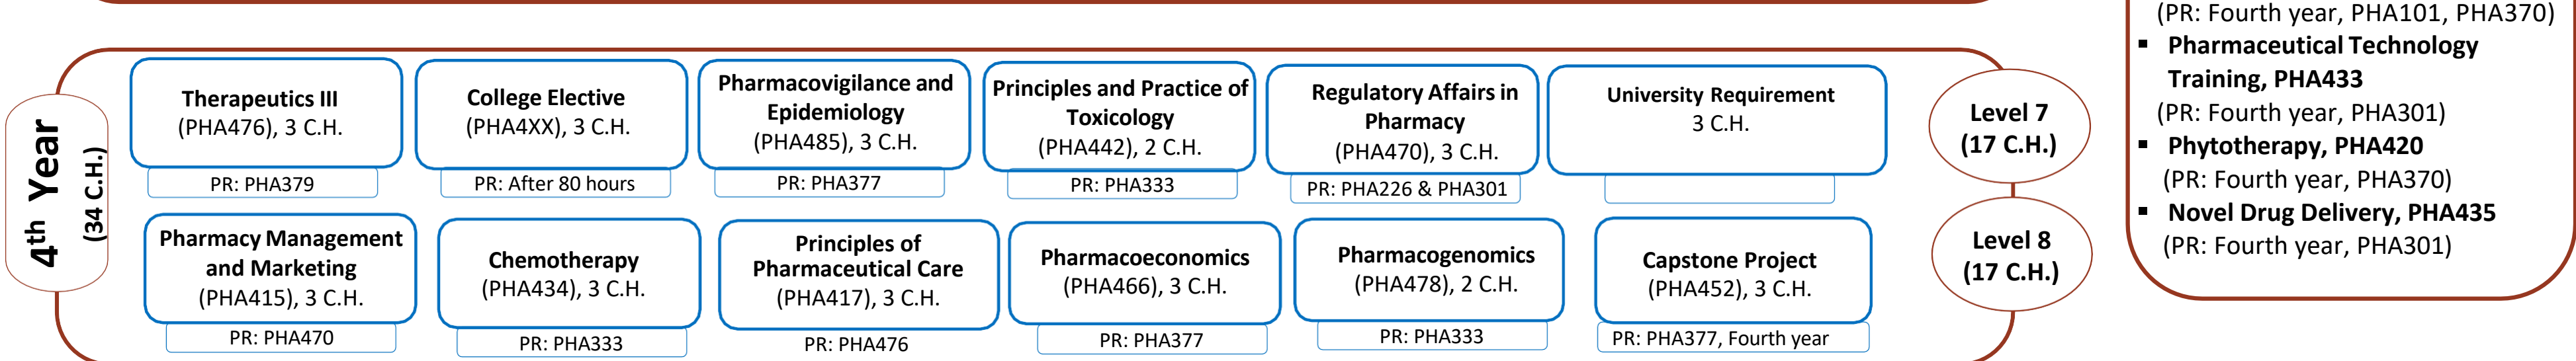 4th Year
(34 C.H.)
Therapeutics III
(PHA476), 3 C.H.
PR: PHA379
College Elective
(PHA4XX), 3 C.H.
PR: After 80 hours
Pharmacovigilance and
Epidemiology
(PHA485), 3 C.H.
PR: PHA377
Principles and Practice of
Toxicology
(PHA442), 2 C.H.
PR: PHA333
Regulatory Affairs in
Pharmacy
(PHA470), 3 C.H.
PR: PHA226 & PHA301
University Requirement
3 C.H.
Level 7
(17 C.H.)
Pharmacy Management
and Marketing
(PHA415), 3 C.H.
PR: PHA470
Chemotherapy
(PHA434), 3 C.H.
PR: PHA333
Principles of
Pharmaceutical Care
(PHA417), 3 C.H.
PR: PHA476
Pharmacoeconomics
(PHA466), 3 C.H.
PR: PHA377
Pharmacogenomics
(PHA478), 2 C.H.
PR: PHA333
Capstone Project
(PHA452), 3 C.H.
PR: PHA377, Fourth year
Level 8
(17 C.H.)
(PR: Fourth year, PHA101, PHA370)
▪ Pharmaceutical Technology
Training, PHA433
(PR: Fourth year, PHA301)
▪ Phytotherapy, PHA420
(PR: Fourth year, PHA370)
▪ Novel Drug Delivery, PHA435
(PR: Fourth year, PHA301)